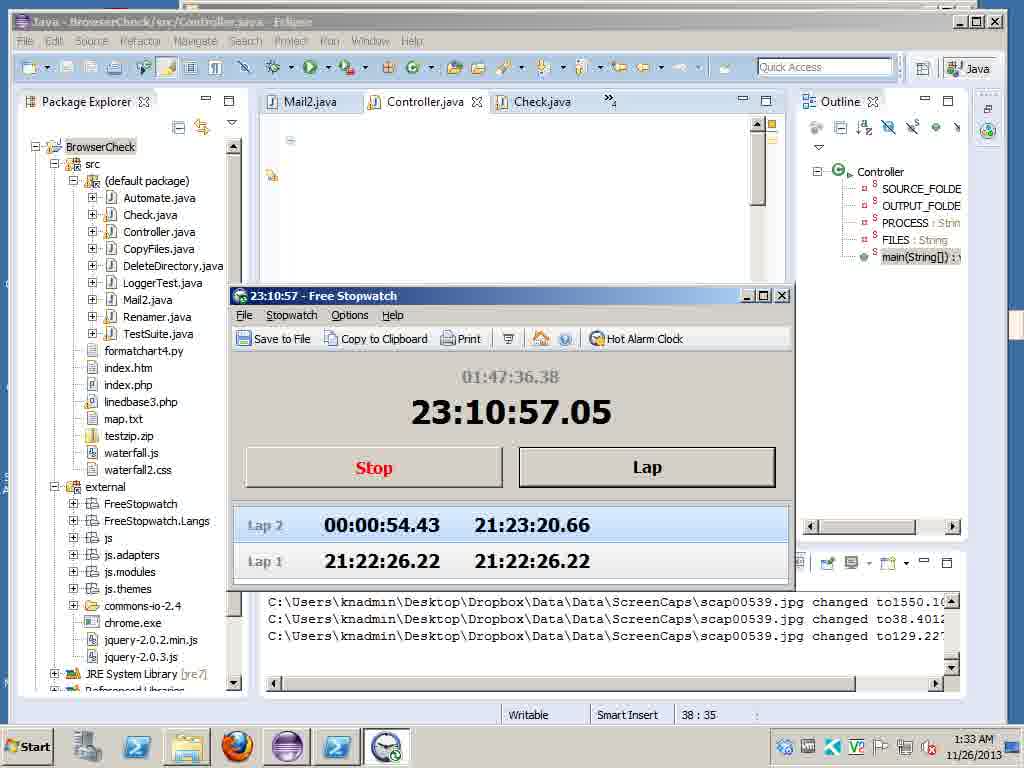 Java - BrowserCheck/src/Controller.java - Eclipse
File Edit Source Refactor Navigate Search Project Run Window Help
Quick Access
Java
Package Explorer
BrowserCheck
src
(default package)
Automate.java
Check.java
Controller.java
CopyFiles.java
DeleteDirectory.java
LoggerTest.java
Mail2.java
Renamer.java
TestSuite.java
formatchart4.py
index.htm
index.php
linedbase3.php
map.txt
testzip.zip
waterfall.js
waterfall2.css
external
FreeStopwatch
FreeStopwatch.Langs
js
js.adapters
js.modules
js.themes
commons-io-2.4
chrome.exe
jquery-2.0.2.min.js
jquery-2.0.3.js
JRE System Library [jre7]
Referenced Libraries
Mail2.java Controller.java Check.java »4
Outline
Controller
SOURCE_FOLDE
OUTPUT_FOLDE
PROCESS : Strin
FILES : String
main(String[]) : v
23:10:57 - Free Stopwatch
File Stopwatch Options Help
Save to File Copy to Clipboard Print Hot Alarm Clock
01:47:36.38
23:10:57.05
Stop Lap
Lap 2 00:00:54.43 21:23:20.66
Lap 1 21:22:26.22 21:22:26.22
C:\Users\knadmin\Desktop\Dropbox\Data\Data\ScreenCaps\scap00539.jpg changed to1550.10
C:\Users\knadmin\Desktop\Dropbox\Data\Data\ScreenCaps\scap00539.jpg changed to38.4012
C:\Users\knadmin\Desktop\Dropbox\Data\Data\ScreenCaps\scap00539.jpg changed to129.227
Writable Smart Insert 38 : 35
Start
1:33 AM
11/26/2013